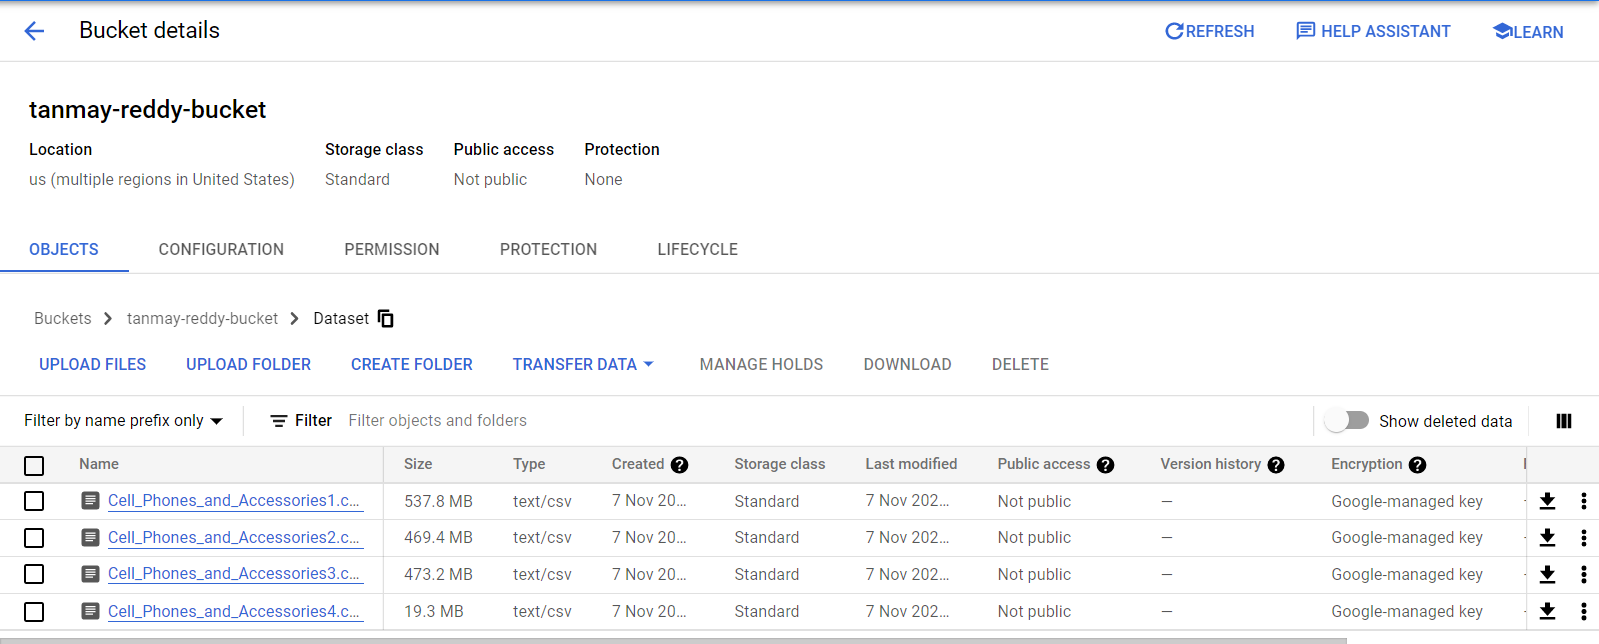 Bucket details REFRESH HELP ASSISTANT LEARN
tanmay-reddy-bucket
Location Storage class Public access Protection
us (multiple regions in United States) Standard Not public None
OBJECTS CONFIGURATION PERMISSION PROTECTION LIFECYCLE
Buckets > tanmay-reddy-bucket > Dataset
UPLOAD FILES UPLOAD FOLDER CREATE FOLDER TRANSFER DATA MANAGE HOLDS DOWNLOAD DELETE
Filter by name prefix only Filter Filter objects and folders Show deleted data
Name Size Type Created Storage class Last modified Public access Version history Encryption
Cell_Phones_and_Accessories1.c... 537.8 MB text/csv 7 Nov 20... Standard 7 Nov 202... Not public — Google-managed key
Cell_Phones_and_Accessories2.c... 469.4 MB text/csv 7 Nov 20... Standard 7 Nov 202... Not public — Google-managed key
Cell_Phones_and_Accessories3.c... 473.2 MB text/csv 7 Nov 20... Standard 7 Nov 202... Not public — Google-managed key
Cell_Phones_and_Accessories4.c... 19.3 MB text/csv 7 Nov 20... Standard 7 Nov 202... Not public — Google-managed key